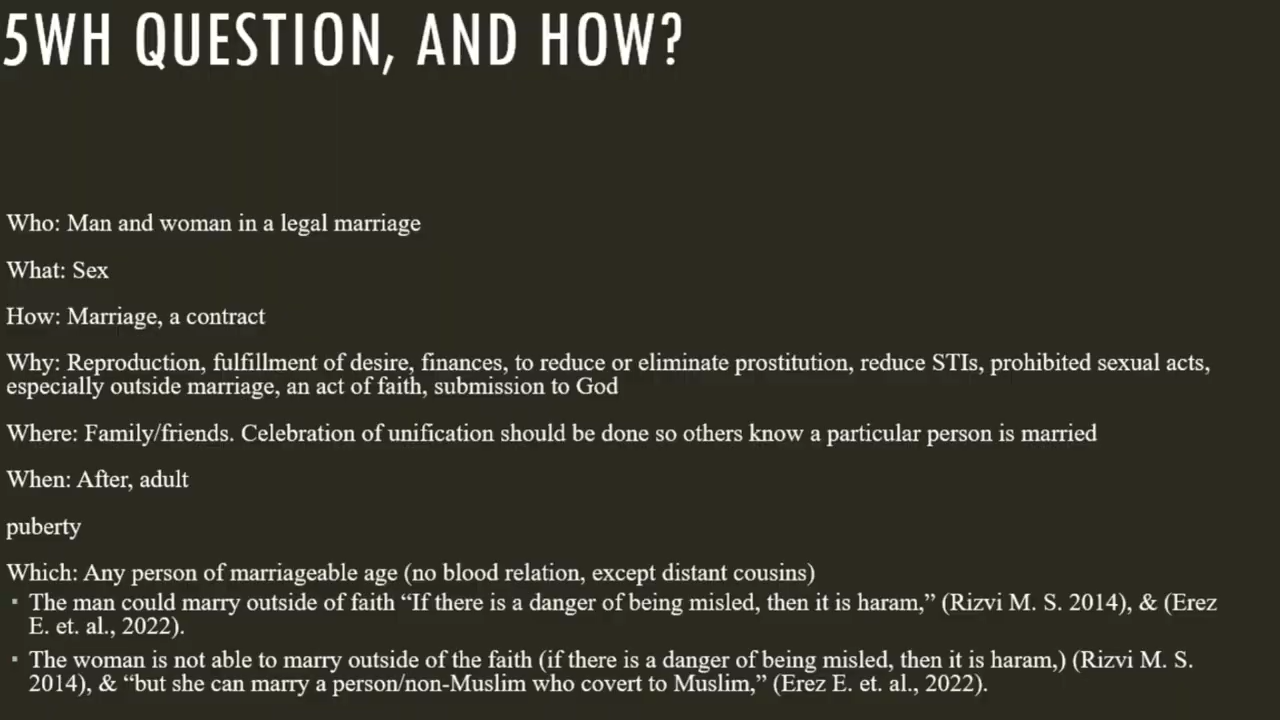 5WH QUESTION, AND HOW?
Who: Man and woman in a legal marriage
What: Sex
How: Marriage, a contract
Why: Reproduction, fulfillment of desire, finances, to reduce or eliminate prostitution, reduce STIs, prohibited sexual acts,
especially outside marriage, an act of faith, submission to God
Where: Family/friends. Celebration of unification should be done so others know a particular person is married
When: After, adult
puberty
Which: Any person of marriageable age (no blood relation, except distant cousins)
▪ The man could marry outside of faith “If there is a danger of being misled, then it is haram,” (Rizvi M. S. 2014), & (Erez
E. et. al., 2022).
▪ The woman is not able to marry outside of the faith (if there is a danger of being misled, then it is haram,) (Rizvi M. S.
2014), & “but she can marry a person/non-Muslim who covert to Muslim,” (Erez E. et. al., 2022).